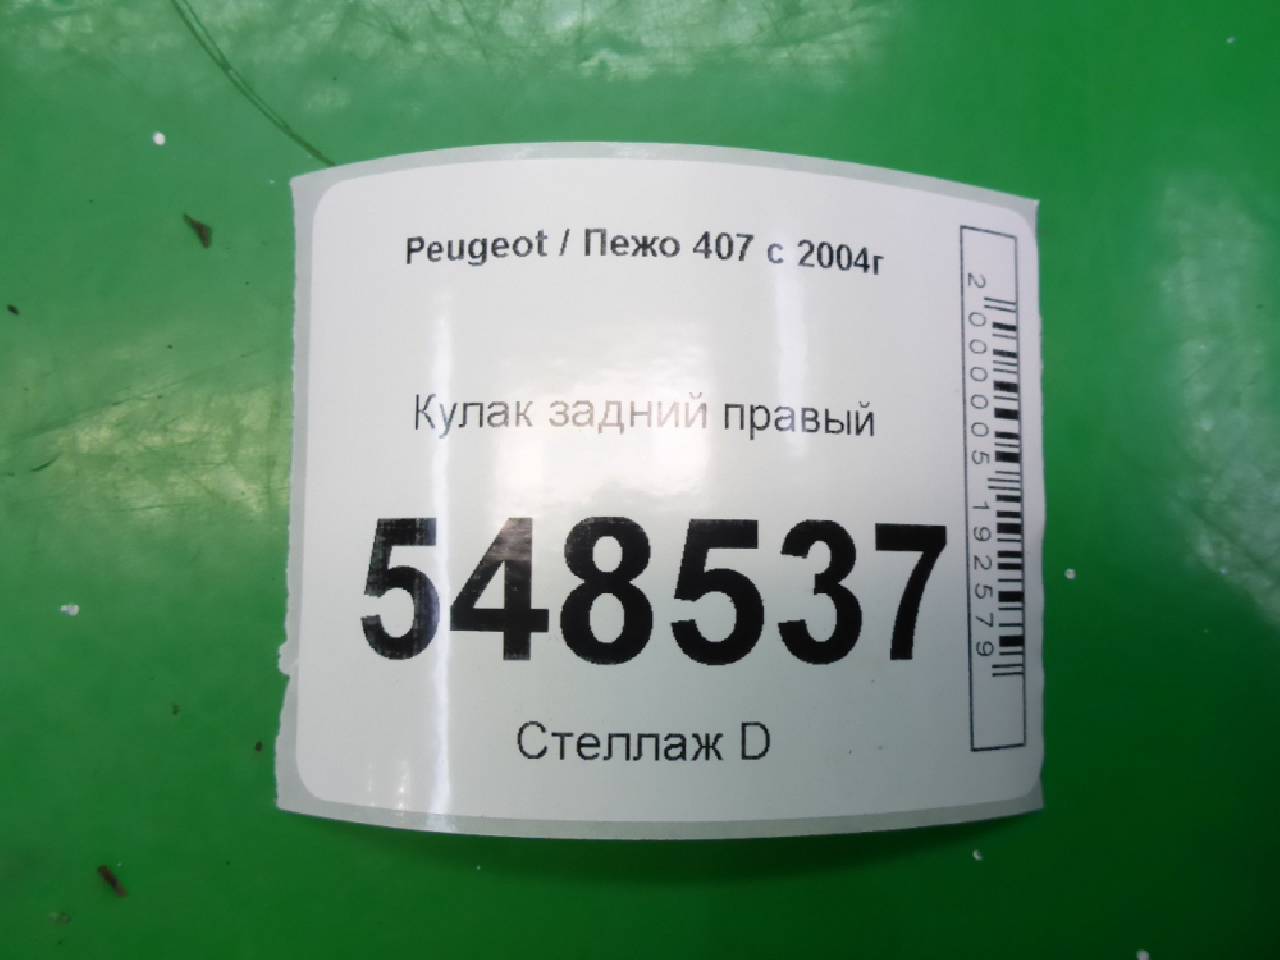 Peugeot / Пежо 407 с 2004г
Кулак задний правый
548537
Стеллаж D
2000005192579